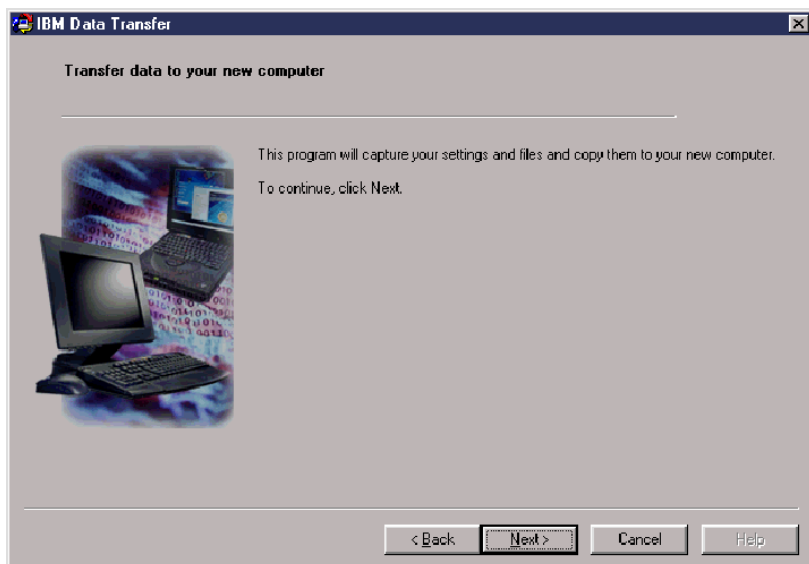 IBM Data Transfer
Transfer data to your new computer
This program will capture your settings and files and copy them to your new computer.
To continue, click Next.
< Back
Next >
Cancel
Help